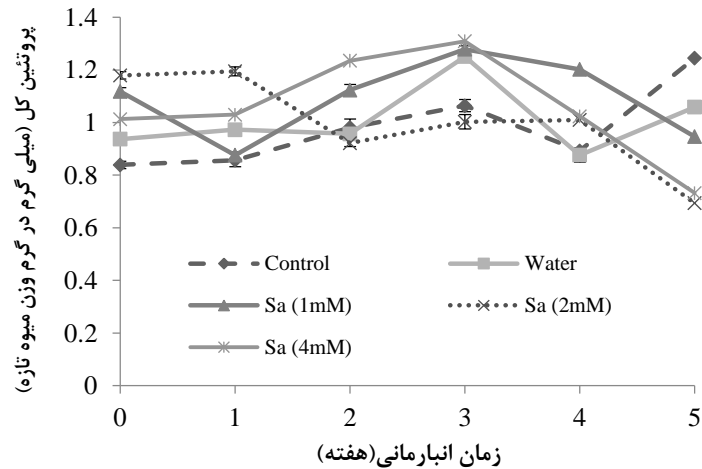 پروتئین کل (میلی گرم در گرم وزن میوه تازه)
1.4
1.2
1
0.8
0.6
0.4
0.2
0
Control
Water
Sa (1mM)
Sa (2mM)
Sa (4mM)
0 1 2 3 4 5
زمان انبارمانی(هفته)